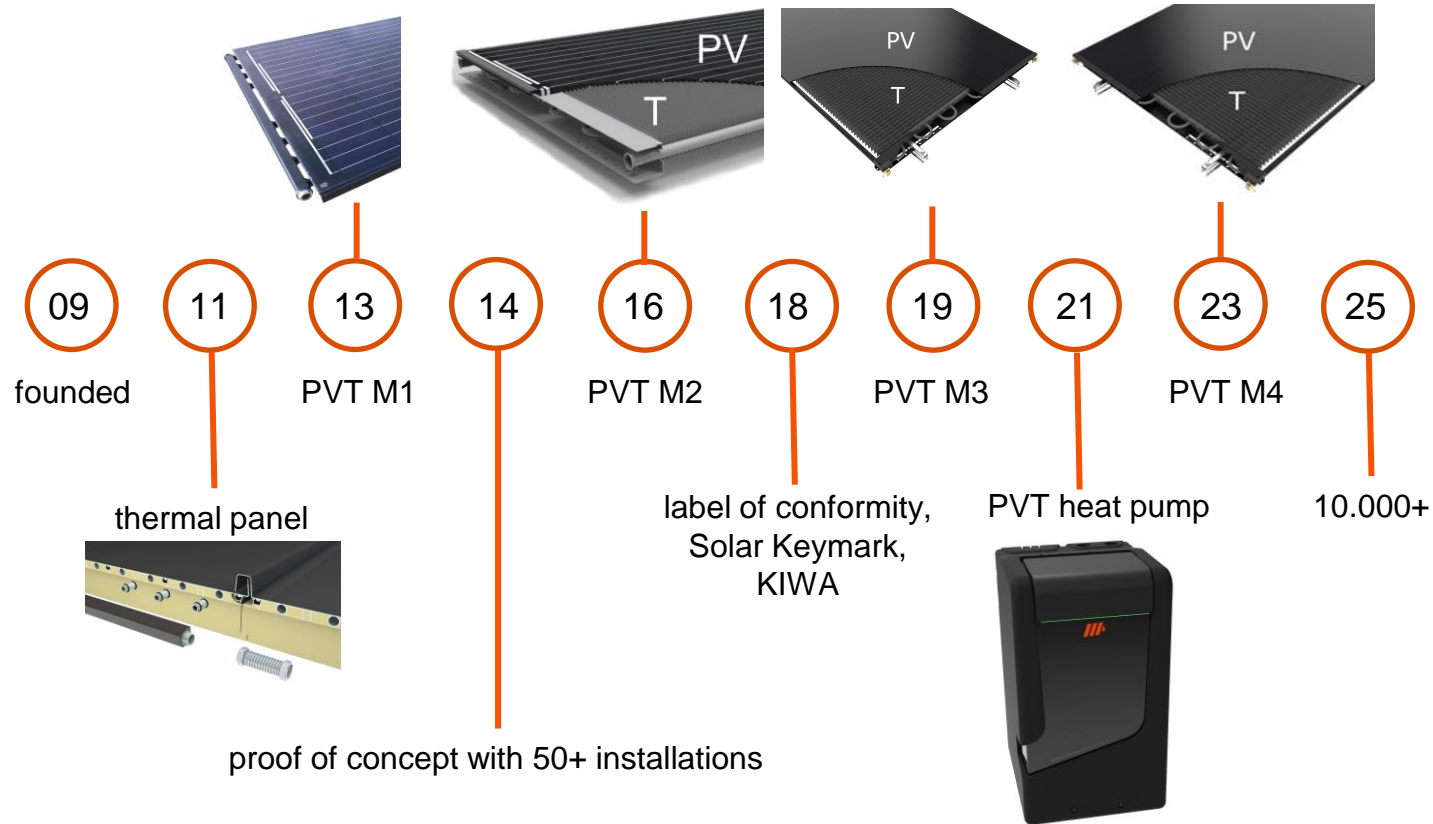 PV
T
PV
T
PV
T
09
11
13
14
16
18
19
21
23
25
founded
PVT M1
PVT M2
PVT M3
PVT M4
thermal panel
label of conformity,
Solar Keymark,
KIWA
PVT heat pump
10.000+
proof of concept with 50+ installations